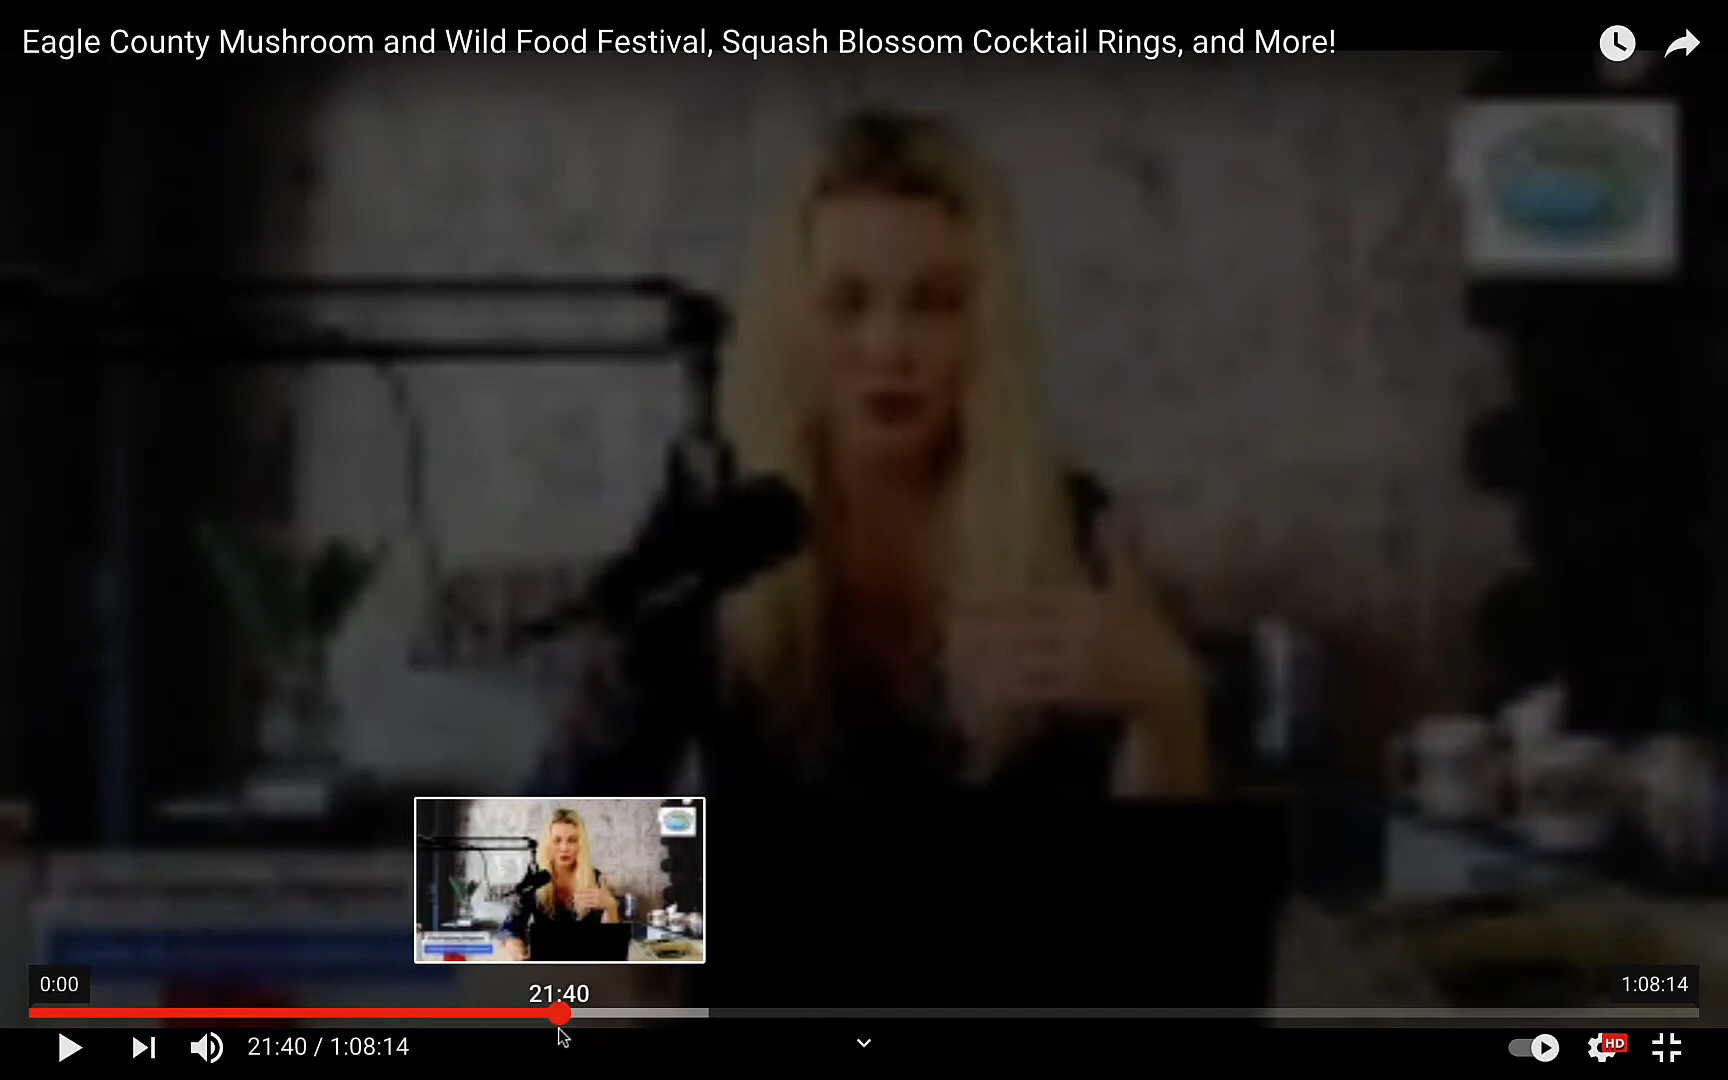 Eagle County Mushroom and Wild Food Festival, Squash Blossom Cocktail Rings, and More!
0:00
21:40
1:08:14
21:40 / 1:08:14
HD